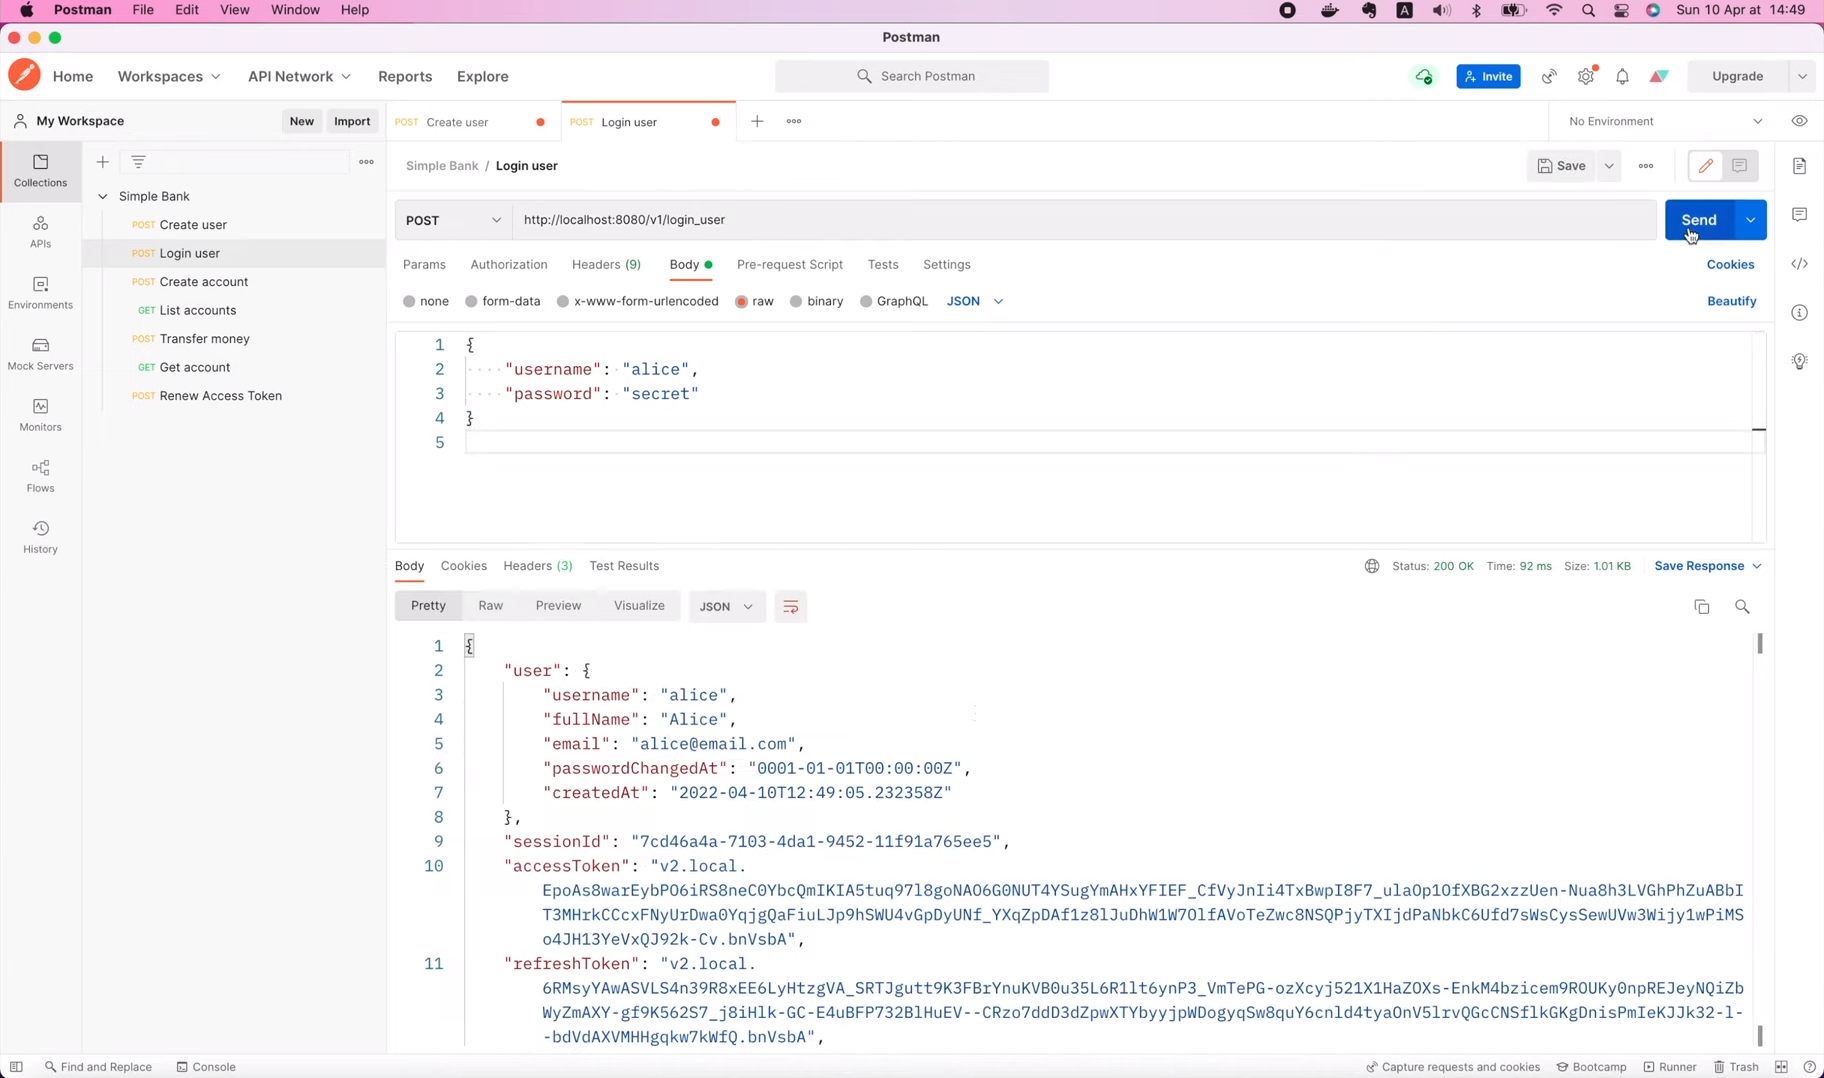 Postman File Edit View Window Help
A Sun 10 Apr at 14:49
Postman
Home Workspaces API Network Reports Explore
Search Postman
Invite Upgrade
My Workspace New Import
POST Create user POST Login user
No Environment
Collections
APIs
Environments
Mock Servers
Monitors
Flows
History
Simple Bank
POST Create user
POST Login user
POST Create account
GET List accounts
POST Transfer money
GET Get account
POST Renew Access Token
Simple Bank / Login user
Save
POST http://localhost:8080/v1/login_user Send
Params Authorization Headers (9) Body Pre-request Script Tests Settings Cookies
none form-data x-www-form-urlencoded raw binary GraphQL JSON Beautify
1 {
2 "username": "alice",
3 "password": "secret"
4 }
5
Body Cookies Headers (3) Test Results Status: 200 OK Time: 92 ms Size: 1.01 KB Save Response
Pretty Raw Preview Visualize JSON
1 {
2 "user": {
3 "username": "alice",
4 "fullName": "Alice",
5 "email": "alice@email.com",
6 "passwordChangedAt": "0001-01-01T00:00:00Z",
7 "createdAt": "2022-04-10T12:49:05.232358Z"
8 },
9 "sessionId": "7cd46a4a-7103-4da1-9452-11f91a765ee5",
10 "accessToken": "v2.local.
EpoAs8warEybPO6iRS8neC0YbcQmIKIA5tuq97l8goNAO6G0NUT4YSugYmAHxYFIEF_CfVyJnIi4TxBwpI8F7_ulaOp1OfXBG2xzzUen-Nua8h3LVGhPhZuABbI
T3MHrkCCcxFNyUrDwa0YqjgQaFiuLJp9hSWU4vGpDyUNf_YXqZpDAf1z8lJuDhW1W7OlfAVoTeZwc8NSQPjyTXIjdPaNbkC6Ufd7sWsCysSewUVw3Wijy1wPiMS
o4JH13YeVxQJ92k-Cv.bnVsbA",
11 "refreshToken": "v2.local.
6RMsyYAwASVLS4n39R8xEE6LyHtzgVA_SRTJgutt9K3FBrYnuKVB0u35L6R1lt6ynP3_VmTePG-ozXcyj521X1HaZOXs-EnkM4bzicem9ROUKy0npREJeyNQiZb
WyZmAXY-gf9K562S7_j8iHlk-GC-E4uBFP732BlHuEV--CRzo7ddD3dZpwXTYbyyjpWDogyqSw8quY6cnld4tyaOnV5lrvQGcCNSflkGKgDnisPmIeKJJk32-l-
-bdVdAXVMHHgqkw7kWfQ.bnVsbA",
Find and Replace Console Capture requests and cookies Bootcamp Runner Trash